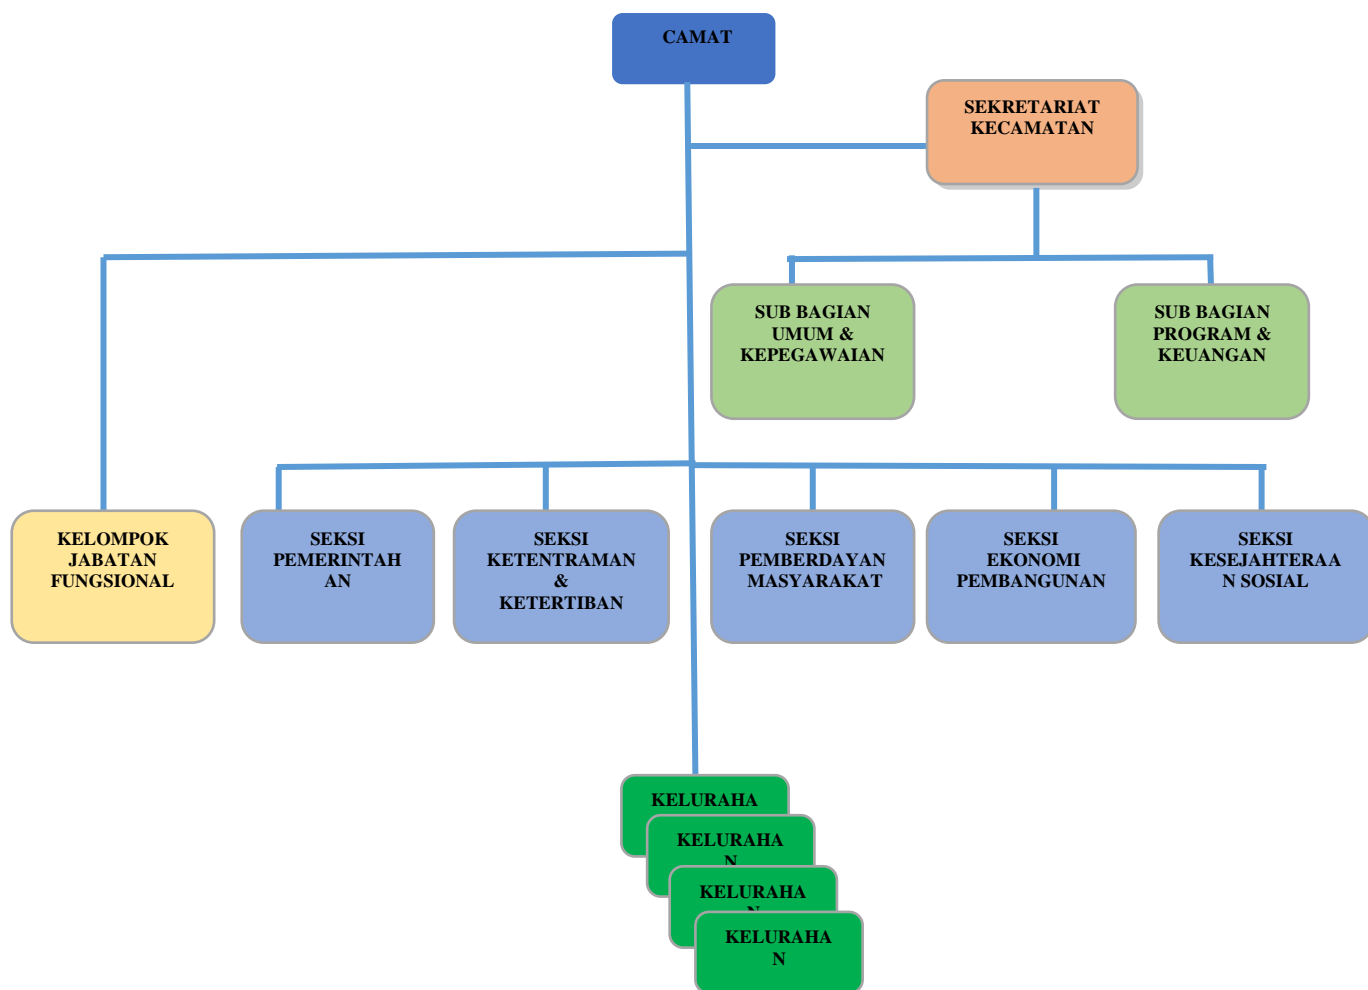 CAMAT
SEKRETARIAT
KECAMATAN
SUB BAGIAN
UMUM &
KEPEGAWAIAN
SUB BAGIAN
PROGRAM &
KEUANGAN
KELOMPOK
JABATAN
FUNGSIONAL
SEKSI
PEMERINTAH
AN
SEKSI
KETENTRAMAN
&
KETERTIBAN
SEKSI
PEMBERDAYAN
MASYARAKAT
SEKSI
EKONOMI
PEMBANGUNAN
SEKSI
KESEJAHTERAA
N SOSIAL
KELURAHA
KELURAHA
N
KELURAHA
N
KELURAHA
N